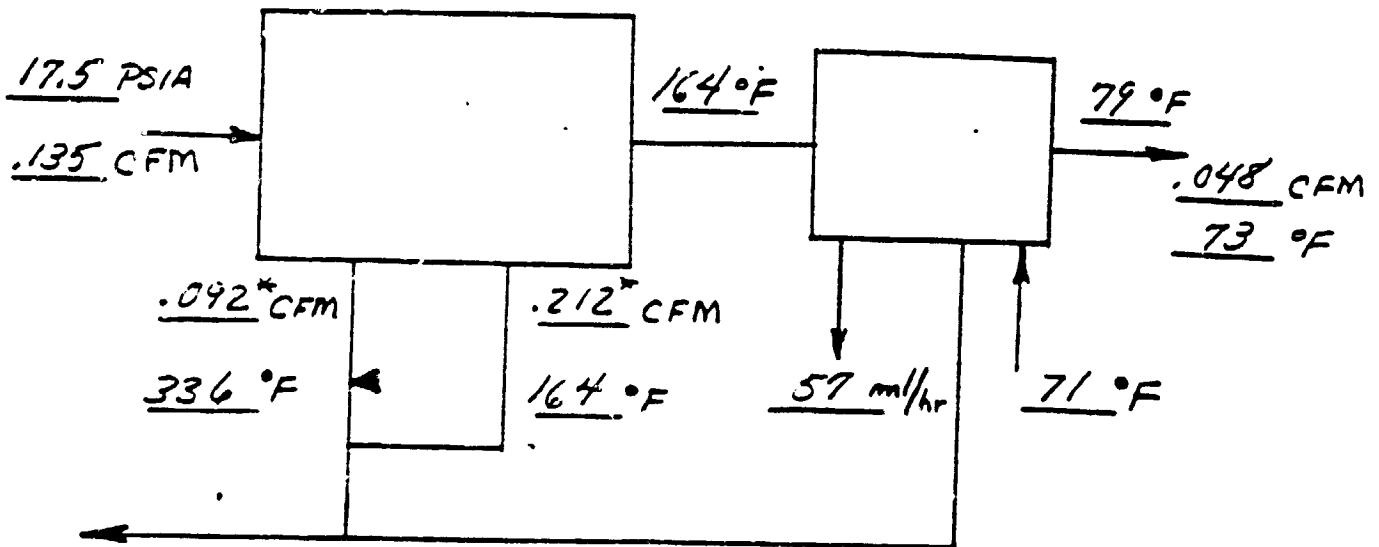 17.5 PSIA
.135 CFM
164 °F
79 °F
.048 CFM
73 °F
.092* CFM
336 °F
.212* CFM
164 °F
57 ml/hr
71 °F